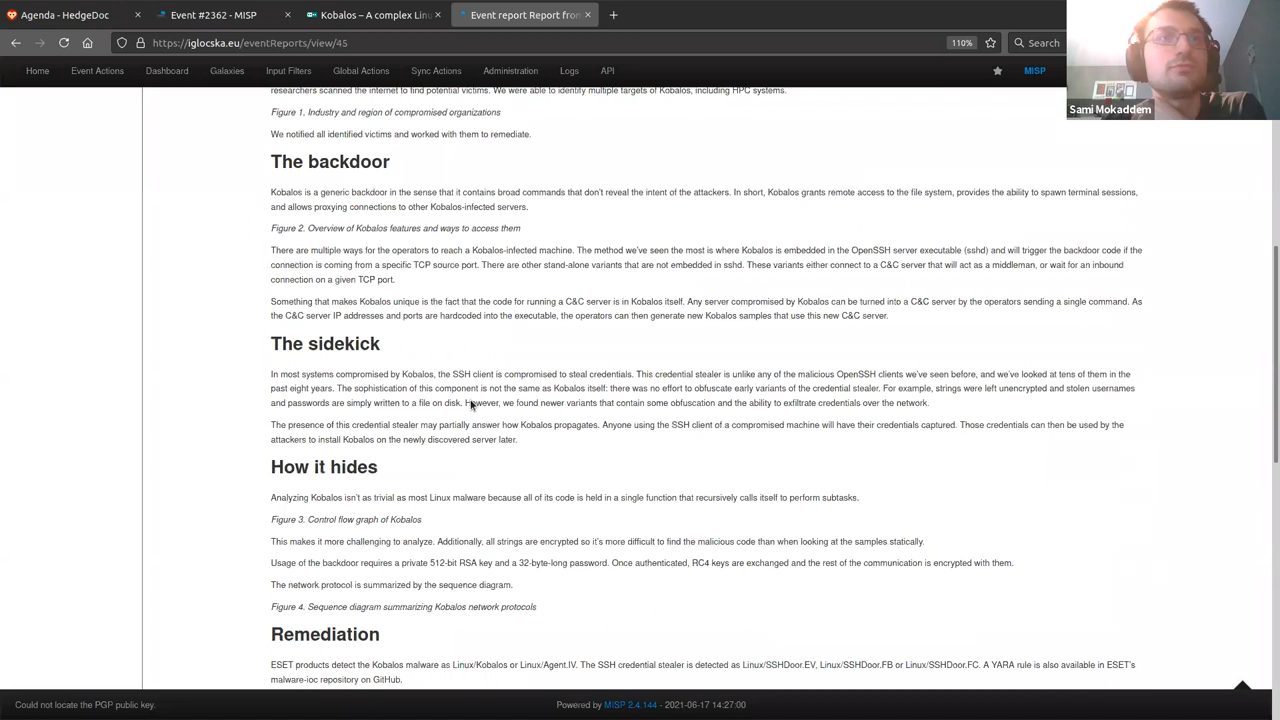 Agenda - HedgeDoc
Event #2362 - MISP
Kobalos – A complex Linu
Event report Report from
https://iglocska.eu/eventReports/view/45
110%
Search
Home
Event Actions
Dashboard
Galaxies
Input Filters
Global Actions
Sync Actions
Administration
Logs
API
MISP
Sami Mokaddem
researchers scanned the internet to find potential victims. We were able to identify multiple targets of Kobalos, including HPC systems.
Figure 1. Industry and region of compromised organizations
We notified all identified victims and worked with them to remediate.
The backdoor
Kobalos is a generic backdoor in the sense that it contains broad commands that don't reveal the intent of the attackers. In short, Kobalos grants remote access to the file system, provides the ability to spawn terminal sessions,
and allows proxying connections to other Kobalos-infected servers.
Figure 2. Overview of Kobalos features and ways to access them
There are multiple ways for the operators to reach a Kobalos-infected machine. The method we've seen the most is where Kobalos is embedded in the OpenSSH server executable (sshd) and will trigger the backdoor code if the
connection is coming from a specific TCP source port. There are other stand-alone variants that are not embedded in sshd. These variants either connect to a C&C server that will act as a middleman, or wait for an inbound
connection on a given TCP port.
Something that makes Kobalos unique is the fact that the code for running a C&C server is in Kobalos itself. Any server compromised by Kobalos can be turned into a C&C server by the operators sending a single command. As
the C&C server IP addresses and ports are hardcoded into the executable, the operators can then generate new Kobalos samples that use this new C&C server.
The sidekick
In most systems compromised by Kobalos, the SSH client is compromised to steal credentials. This credential stealer is unlike any of the malicious OpenSSH clients we've seen before, and we've looked at tens of them in the
past eight years. The sophistication of this component is not the same as Kobalos itself: there was no effort to obfuscate early variants of the credential stealer. For example, strings were left unencrypted and stolen usernames
and passwords are simply written to a file on disk. However, we found newer variants that contain some obfuscation and the ability to exfiltrate credentials over the network.
The presence of this credential stealer may partially answer how Kobalos propagates. Anyone using the SSH client of a compromised machine will have their credentials captured. Those credentials can then be used by the
attackers to install Kobalos on the newly discovered server later.
How it hides
Analyzing Kobalos isn't as trivial as most Linux malware because all of its code is held in a single function that recursively calls itself to perform subtasks.
Figure 3. Control flow graph of Kobalos
This makes it more challenging to analyze. Additionally, all strings are encrypted so it's more difficult to find the malicious code than when looking at the samples statically.
Usage of the backdoor requires a private 512-bit RSA key and a 32-byte-long password. Once authenticated, RC4 keys are exchanged and the rest of the communication is encrypted with them.
The network protocol is summarized by the sequence diagram.
Figure 4. Sequence diagram summarizing Kobalos network protocols
Remediation
ESET products detect the Kobalos malware as Linux/Kobalos or Linux/Agent.IV. The SSH credential stealer is detected as Linux/SSHDoor.EV, Linux/SSHDoor.FB or Linux/SSHDoor.FC. A YARA rule is also available in ESET's
malware-ioc repository on GitHub.
Could not locate the PGP public key.
Powered by MISP 2.4.144 - 2021-06-17 14:27:00